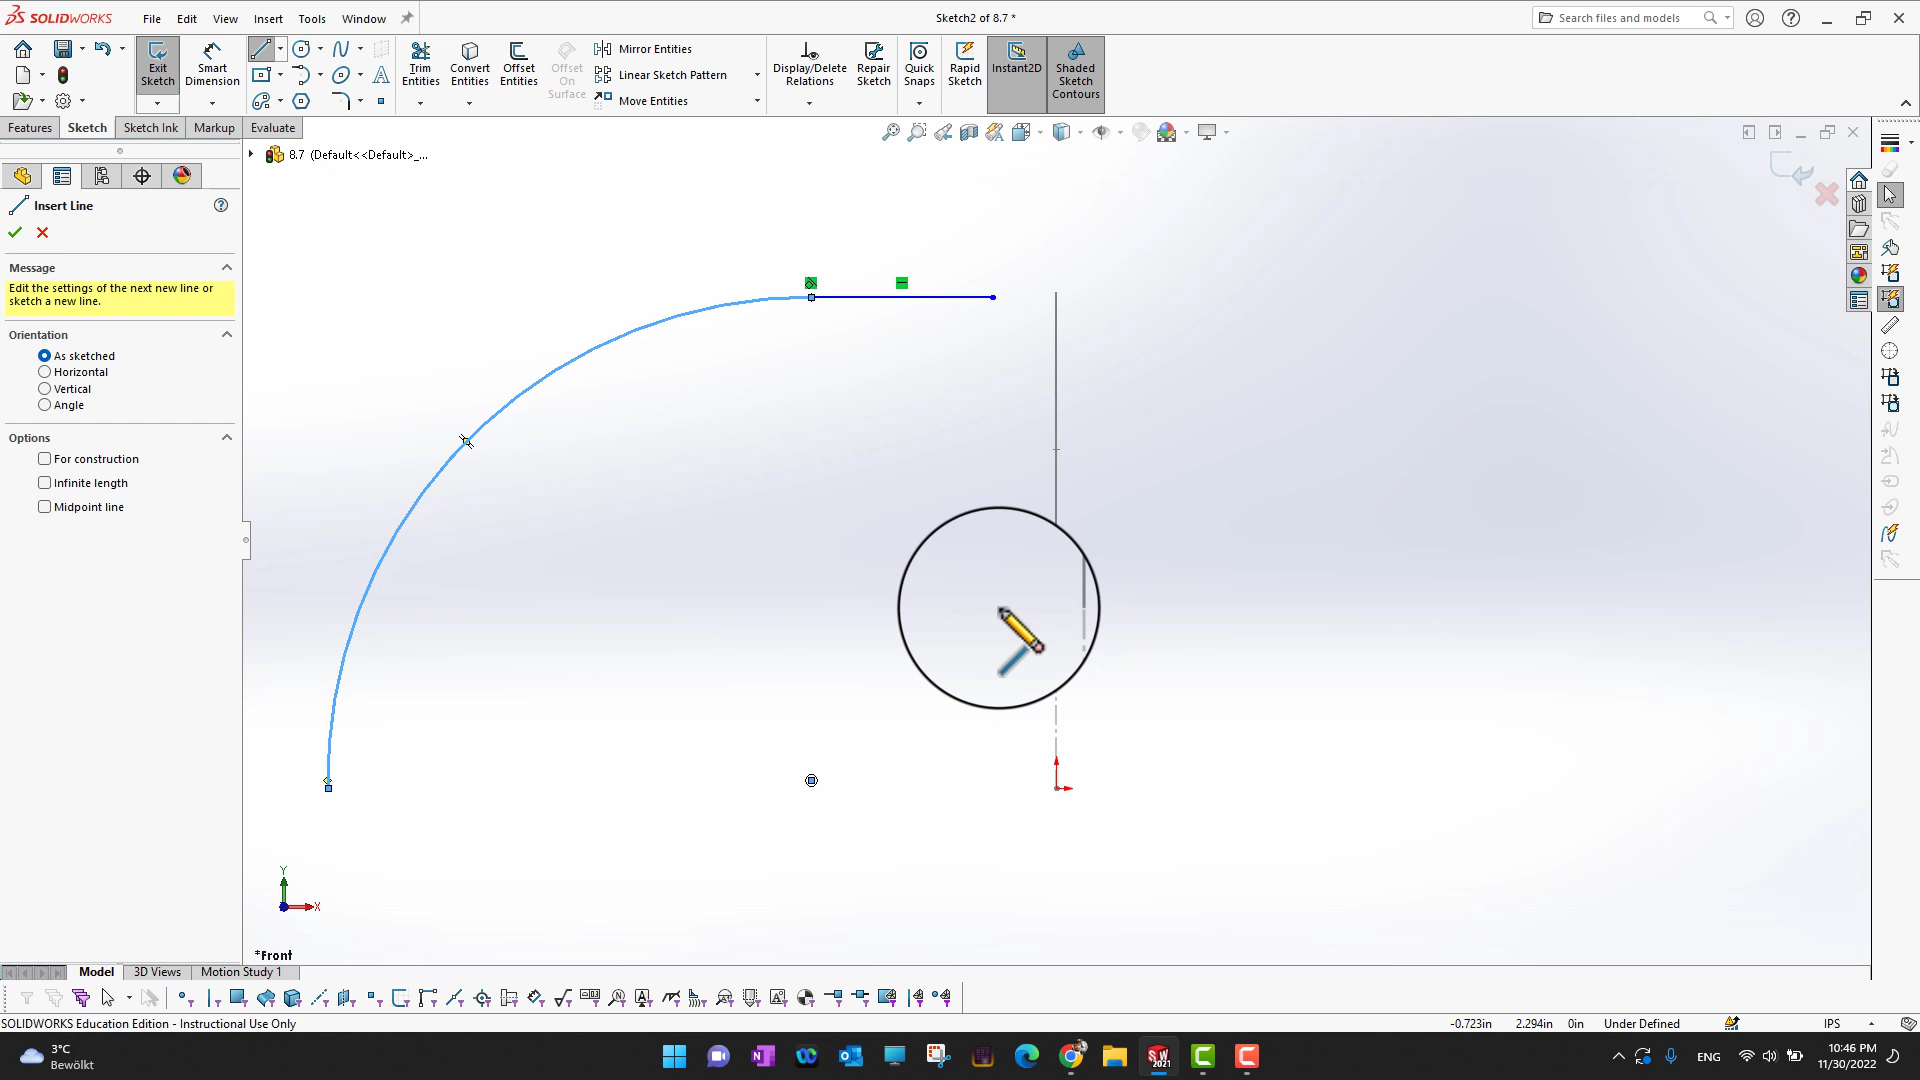 SOLIDWORKS File Edit View Insert Tools Window Sketch2 of 8.7 * Search files and models
Exit Sketch
Smart Dimension
Trim Entities
Convert Entities
Offset Entities
Offset On Surface
Mirror Entities
Linear Sketch Pattern
Move Entities
Display/Delete Relations
Repair Sketch
Quick Snaps
Rapid Sketch
Instant2D
Shaded Sketch Contours
Features Sketch Sketch Ink Markup Evaluate
8.7 (Default<<Default>_...
Insert Line
Message
Edit the settings of the next new line or
sketch a new line.
Orientation
As sketched
Horizontal
Vertical
Angle
Options
For construction
Infinite length
Midpoint line
Y
X
*Front
Model 3D Views Motion Study 1
SOLIDWORKS Education Edition - Instructional Use Only -0.723in 2.294in 0in Under Defined IPS
3°C
Bewölkt
SW
2021
ENG
10:46 PM
11/30/2022